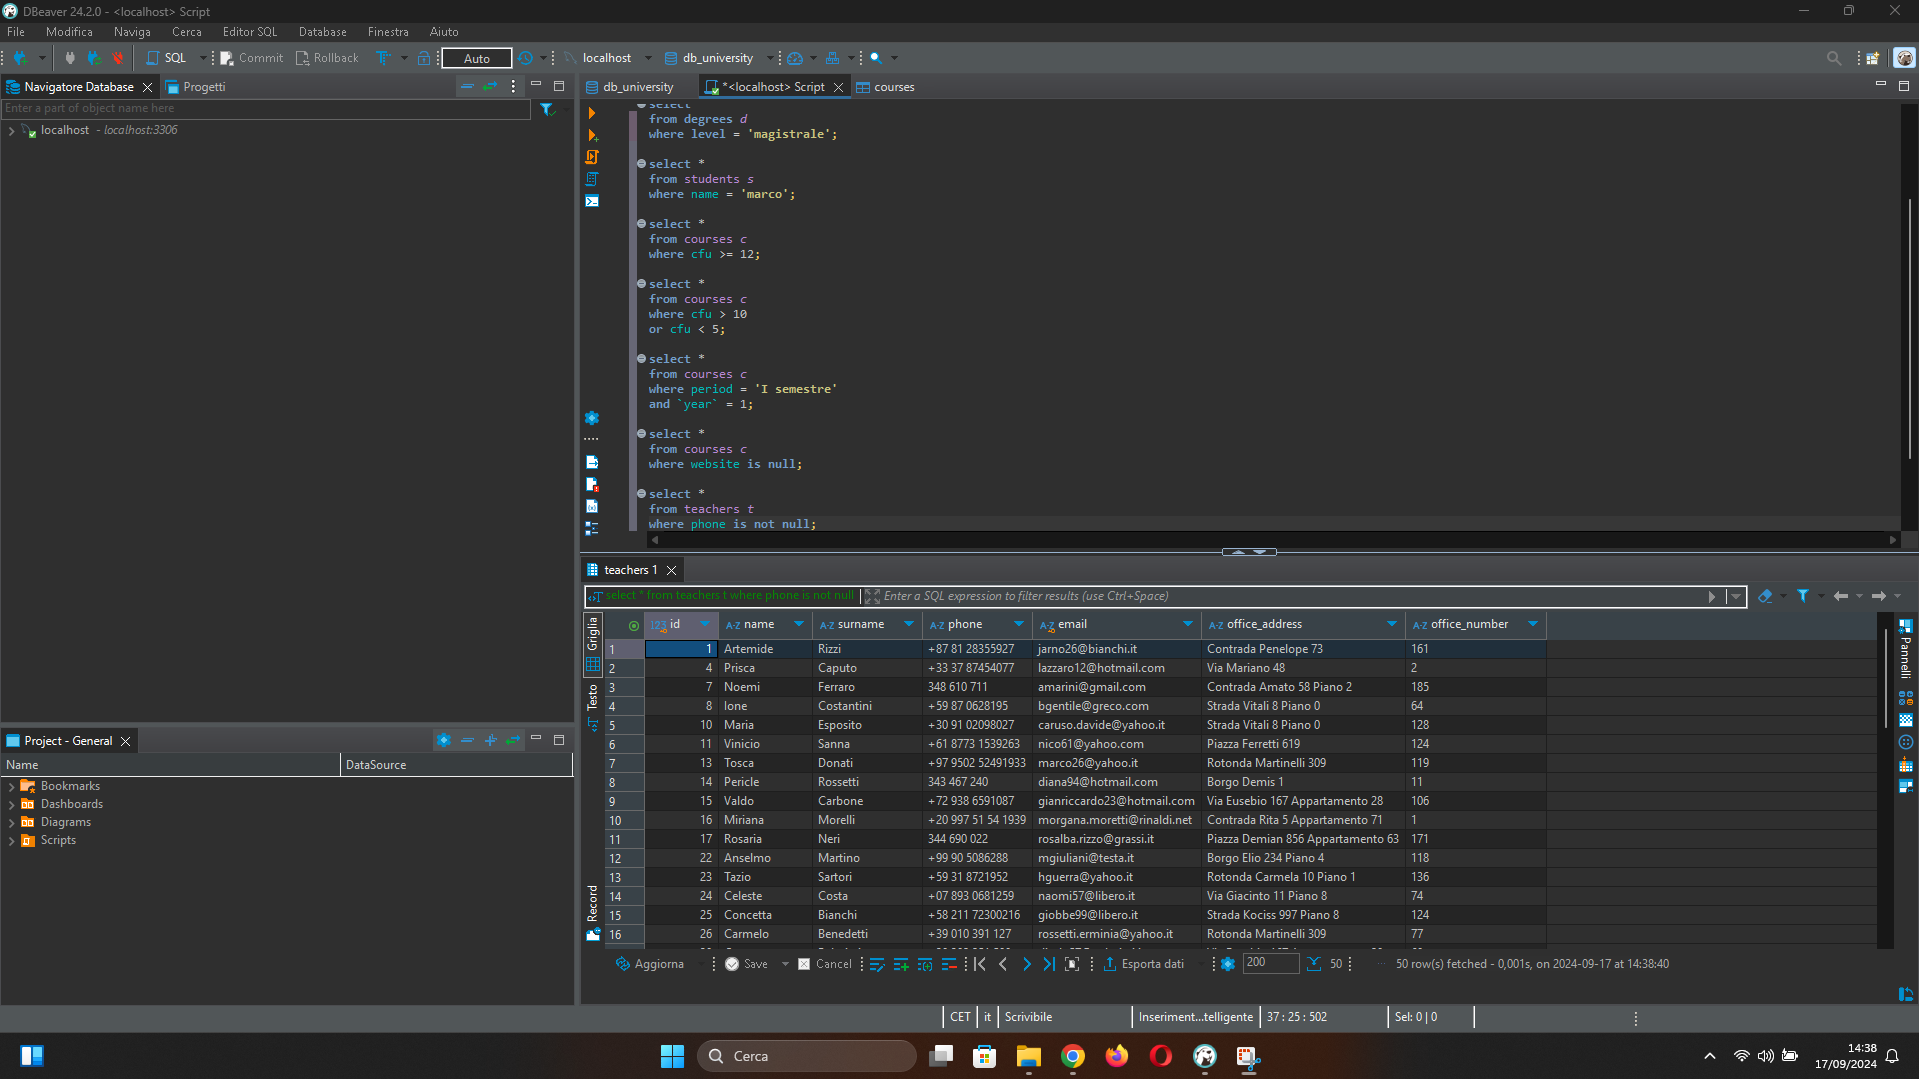 DBeaver 24.2.0 - <localhost> Script
File Modifica Naviga Cerca Editor SQL Database Finestra Aiuto
SQL Commit Rollback Auto localhost db_university
Navigatore Database Progetti
Enter a part of object name here
localhost - localhost:3306
db_university *<localhost> Script courses
select
from degrees d
where level = 'magistrale';
select *
from students s
where name = 'marco';
select *
from courses c
where cfu >= 12;
select *
from courses c
where cfu > 10
or cfu < 5;
select *
from courses c
where period = 'I semestre'
and `year` = 1;
select *
from courses c
where website is null;
select *
from teachers t
where phone is not null;
teachers 1
select * from teachers t where phone is not null Enter a SQL expression to filter results (use Ctrl+Space)
Griglia
Testo
Record
Pannelli
123 id A-Z name A-Z surname A-Z phone A-Z email A-Z office_address A-Z office_number
1 1 Artemide Rizzi +87 81 28355927 jarno26@bianchi.it Contrada Penelope 73 161
2 4 Prisca Caputo +33 37 87454077 lazzaro12@hotmail.com Via Mariano 48 2
3 7 Noemi Ferraro 348 610 711 amarini@gmail.com Contrada Amato 58 Piano 2 185
4 8 Ione Costantini +59 87 0628195 bgentile@greco.com Strada Vitali 8 Piano 0 64
5 10 Maria Esposito +30 91 02098027 caruso.davide@yahoo.it Strada Vitali 8 Piano 0 128
6 11 Vinicio Sanna +61 8773 1539263 nico61@yahoo.com Piazza Ferretti 619 124
7 13 Tosca Donati +97 9502 52491933 marco26@yahoo.it Rotonda Martinelli 309 119
8 14 Pericle Rossetti 343 467 240 diana94@hotmail.com Borgo Demis 1 11
9 15 Valdo Carbone +72 938 6591087 gianriccardo23@hotmail.com Via Eusebio 167 Appartamento 28 106
10 16 Miriana Morelli +20 997 51 54 1939 morgana.moretti@rinaldi.net Contrada Rita 5 Appartamento 71 1
11 17 Rosaria Neri 344 690 022 rosalba.rizzo@grassi.it Piazza Demian 856 Appartamento 63 171
12 22 Anselmo Martino +99 90 5086288 mgiuliani@testa.it Borgo Elio 234 Piano 4 118
13 23 Tazio Sartori +59 31 8721952 hguerra@yahoo.it Rotonda Carmela 10 Piano 1 136
14 24 Celeste Costa +07 893 0681259 naomi57@libero.it Via Giacinto 11 Piano 8 74
15 25 Concetta Bianchi +58 211 72300216 giobbe99@libero.it Strada Kociss 997 Piano 8 124
16 26 Carmelo Benedetti +39 010 391 127 rossetti.erminia@yahoo.it Rotonda Martinelli 309 77
Aggiorna Save Cancel Esporta dati 200 50 50 row(s) fetched - 0,001s, on 2024-09-17 at 14:38:40
Project - General
Name DataSource
Bookmarks
Dashboards
Diagrams
Scripts
CET it Scrivibile Inseriment...telligente 37 : 25 : 502 Sel: 0 | 0
Cerca
14:38
17/09/2024